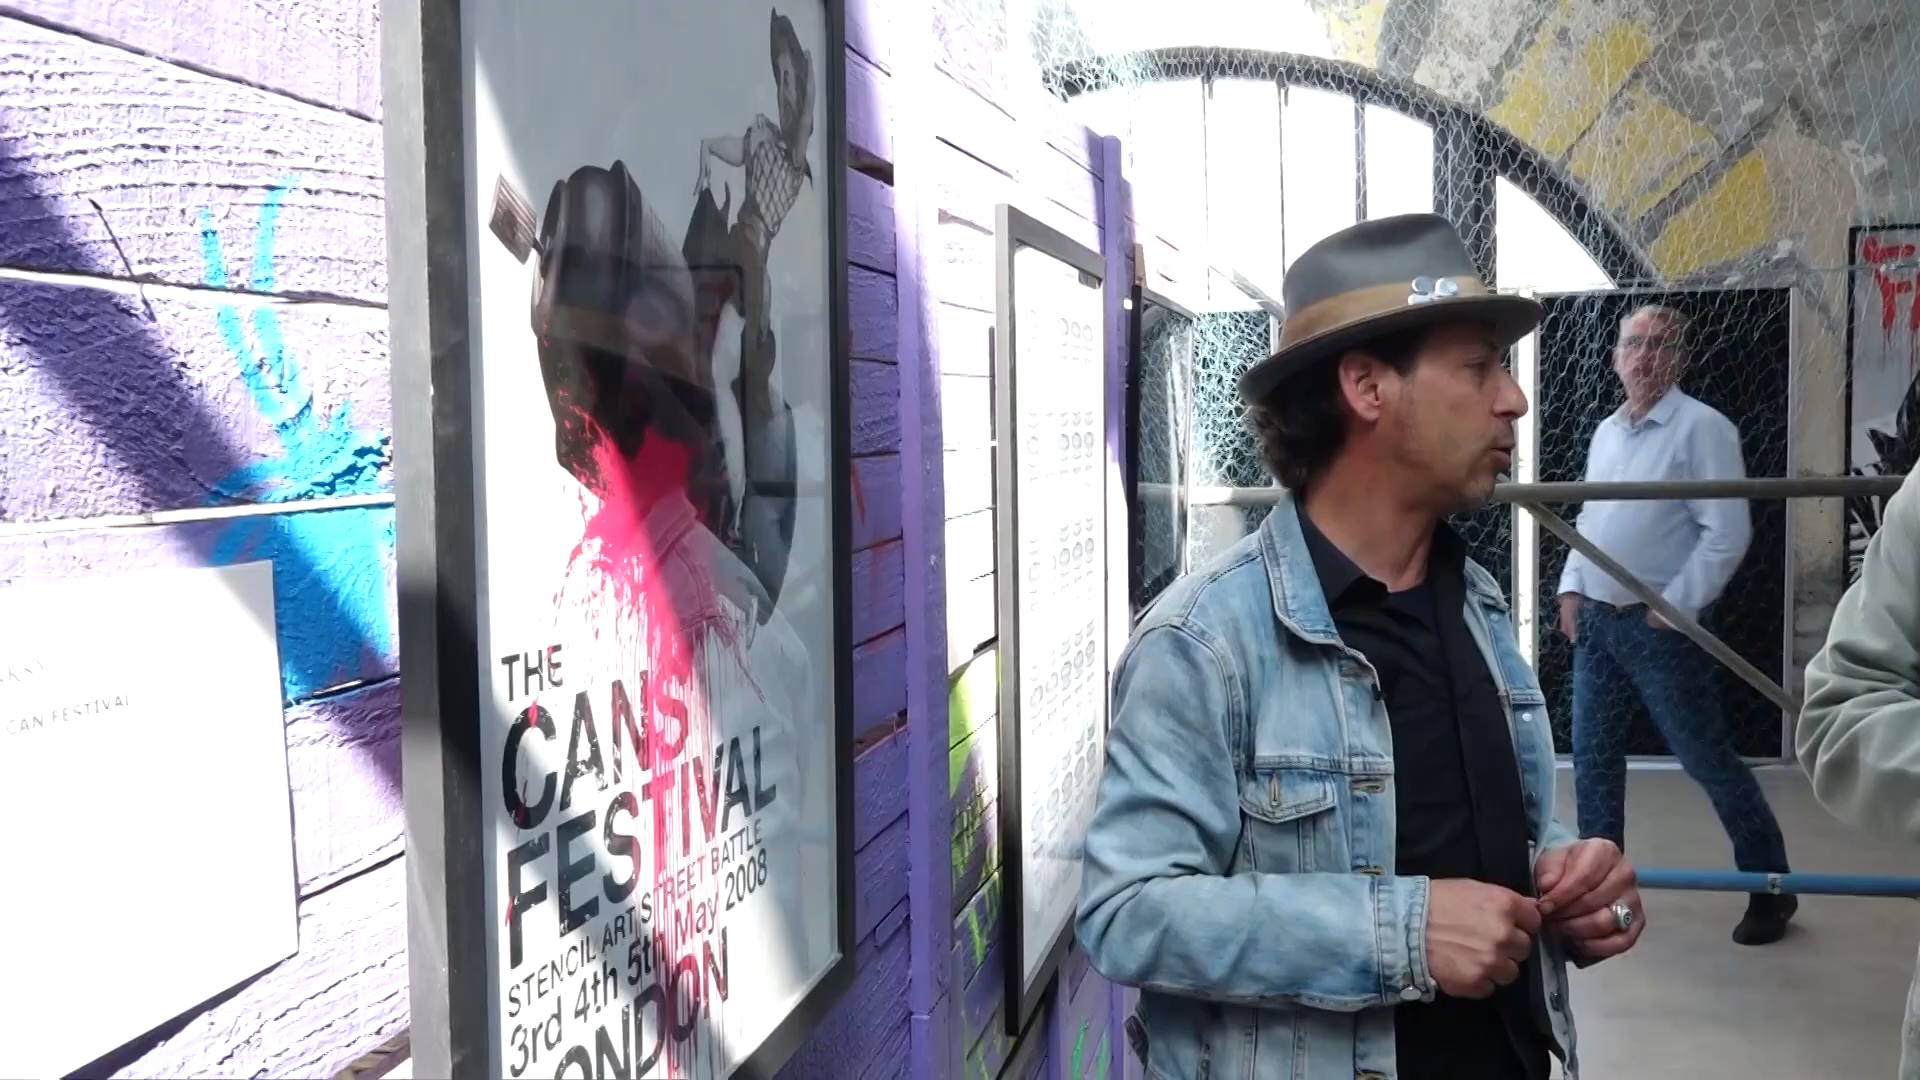 CAN FESTIVAL
THE
CANS
FESTIVAL
STENCIL ART STREET BATTLE
3rd 4th 5th May 2008
LONDON